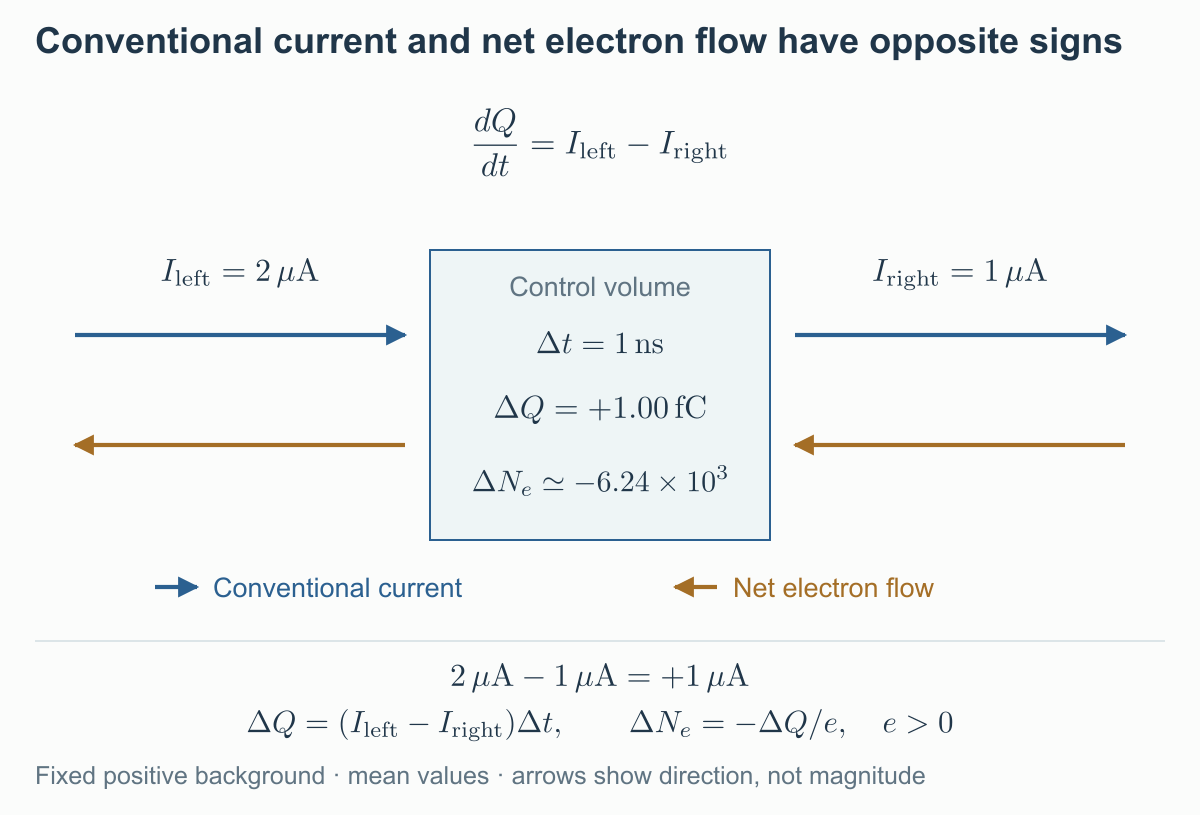 Conventional current and net electron flow have opposite signs
dQ/dt = I_left − I_right
I_left = 2 μA
I_right = 1 μA
Control volume
Δt = 1 ns
ΔQ = +1.00 fC
ΔN_e ≃ −6.24 × 10³
Conventional current
Net electron flow
2 μA − 1 μA = +1 μA
ΔQ = (I_left − I_right)Δt,    ΔN_e = −ΔQ/e,    e > 0
Fixed positive background · mean values · arrows show direction, not magnitude